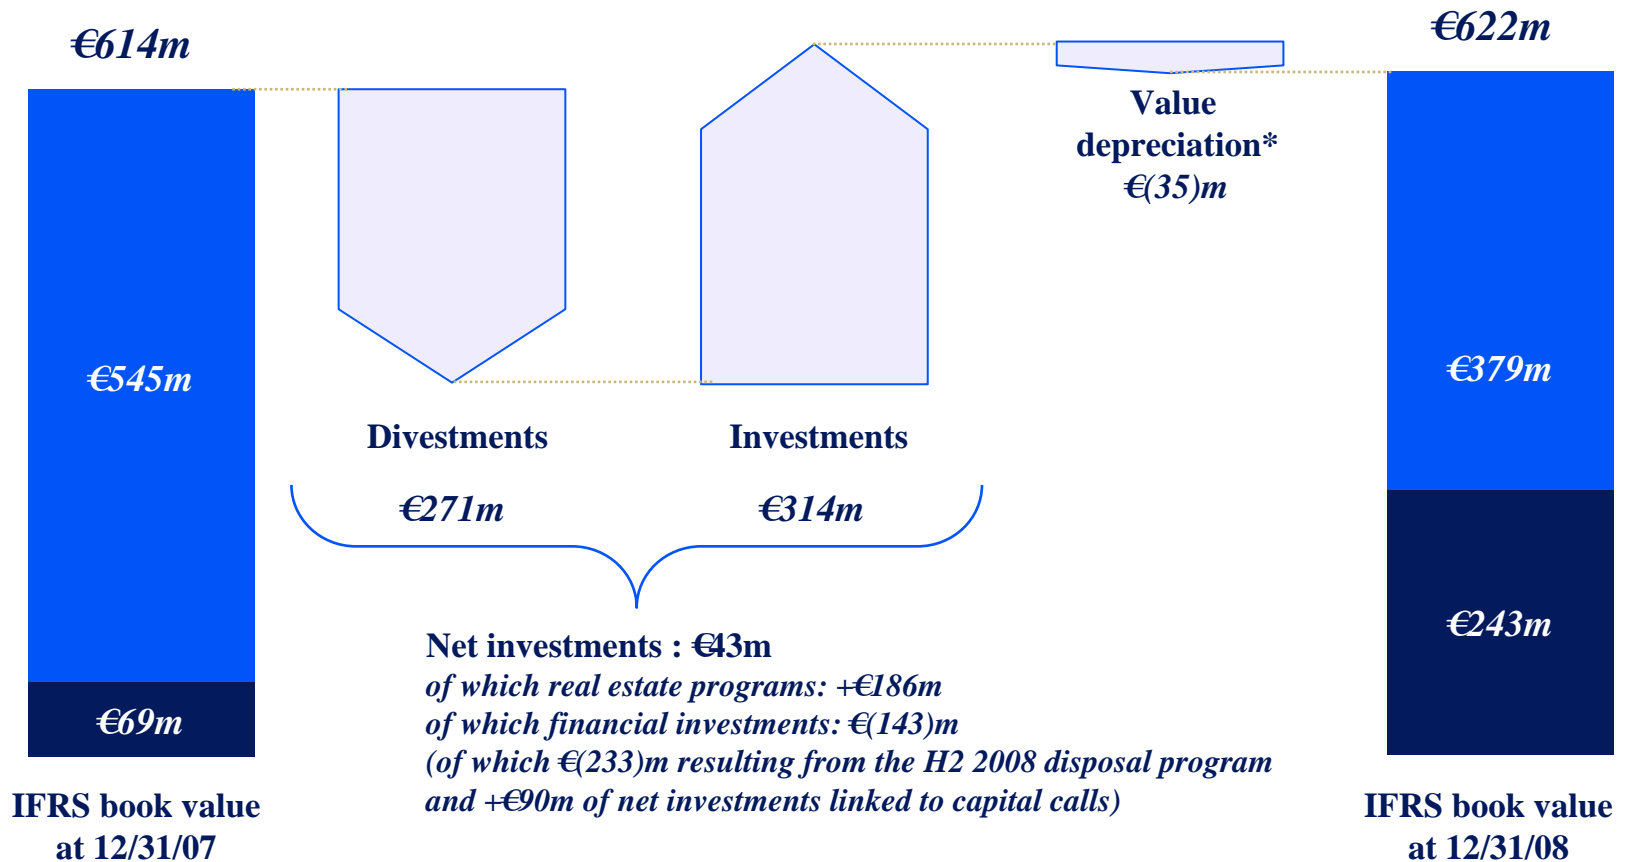 €614m
€622m
Value
depreciation*
€(35)m
€545m
€379m
Divestments
Investments
€271m
€314m
€243m
€69m
Net investments : €43m
of which real estate programs: +€186m
of which financial investments: €(143)m
(of which €(233)m resulting from the H2 2008 disposal program
and +€90m of net investments linked to capital calls)
IFRS book value
at 12/31/07
IFRS book value
at 12/31/08